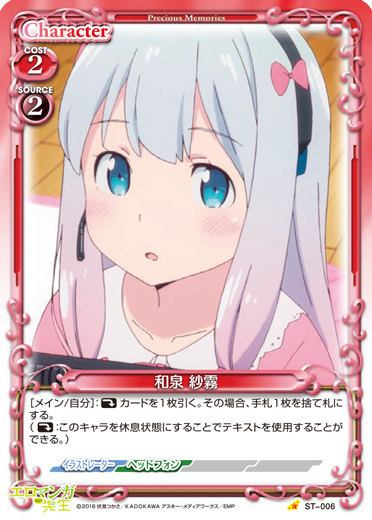 Precious Memories
Character
COST
2
SOURCE
2
和泉 紗霧
[メイン/自分]:カードを1枚引く。その場合、手札1枚を捨て札に
する。
( :このキャラを休息状態にすることでテキストを使用することが
できる。)
イラストレーター ヘッドフォン
エロマンガ先生
©2016 伏見つかさ/KADOKAWA アスキー・メディアワークス/EMP
ST-006